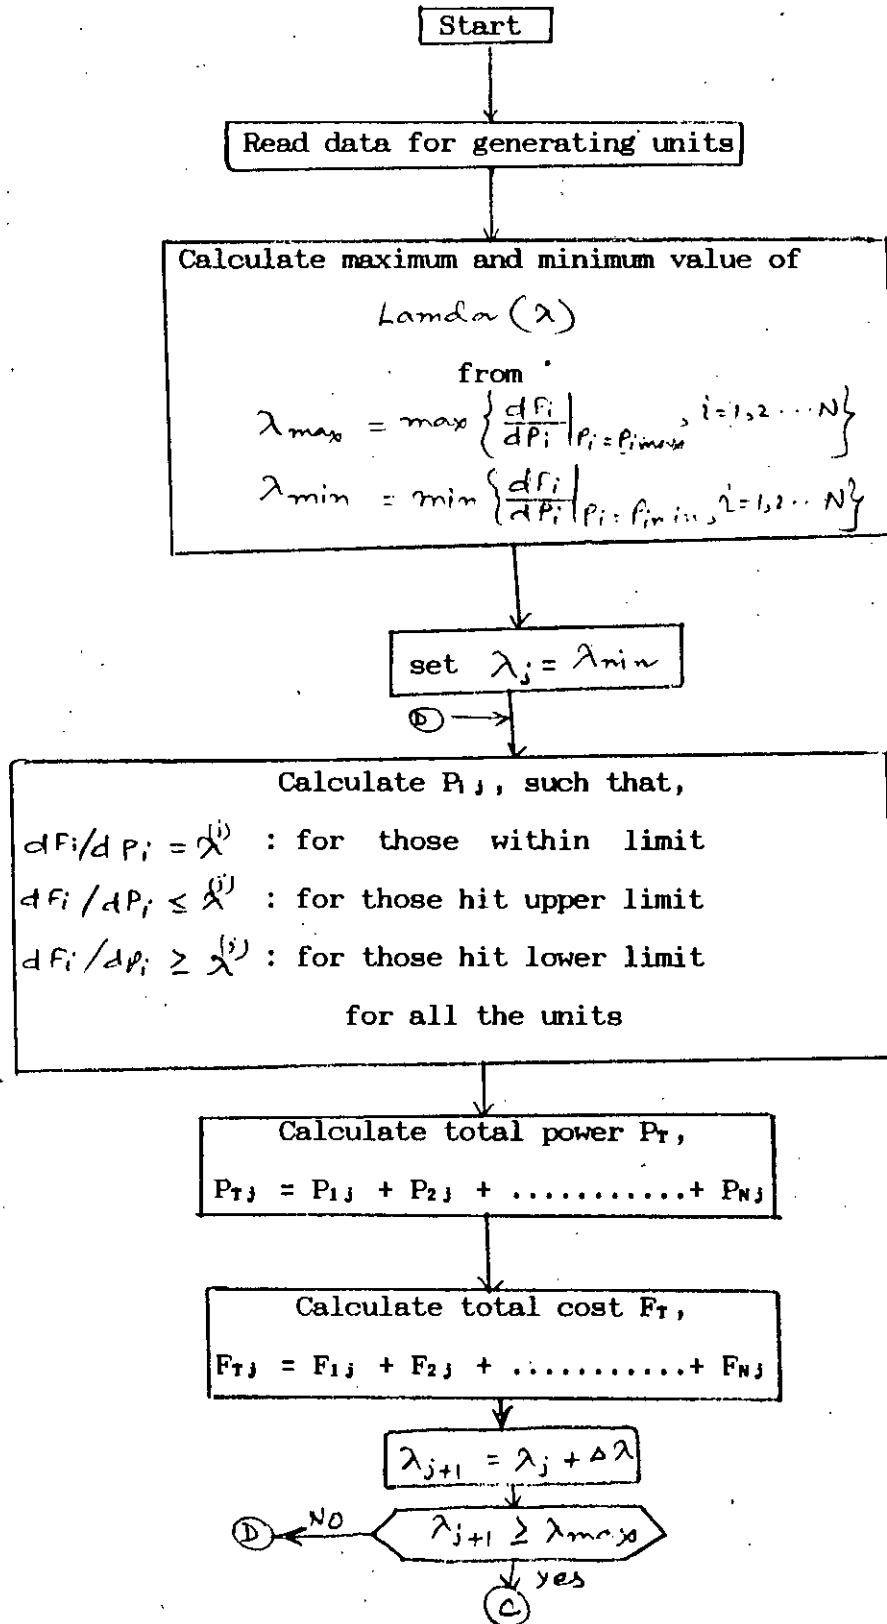 Start
Read data for generating units
Calculate maximum and minimum value of
Lamda (λ)
from
λmax = max {dFi/dPi |Pi = Pimax, i=1,2 ... N}
λmin = min {dFi/dPi |Pi = Pimin, i=1,2 .. N}
set λj = λmin
D
Calculate Pij, such that,
dFi/dPi = λ(j) : for those within limit
dFi/dPi ≤ λ(j) : for those hit upper limit
dFi/dPi ≥ λ(j) : for those hit lower limit
for all the units
Calculate total power PT,
PTj = P1j + P2j + ...........+ PNj
Calculate total cost FT,
FTj = F1j + F2j + ...........+ FNj
λj+1 = λj + Δλ
D NO λj+1 ≥ λmax
yes
C